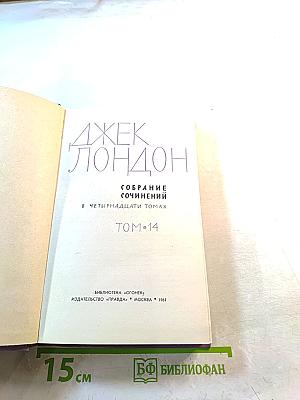 ДЖЕК
ЛОНДОН
СОБРАНИЕ
СОЧИНЕНИЙ
В ЧЕТЫРНАДЦАТИ ТОМАХ
ТОМ•14
БИБЛИОТЕКА «ОГОНЕК»
ИЗДАТЕЛЬСТВО «ПРАВДА» • МОСКВА • 1961
15 см
БФ БИБЛИОФАН